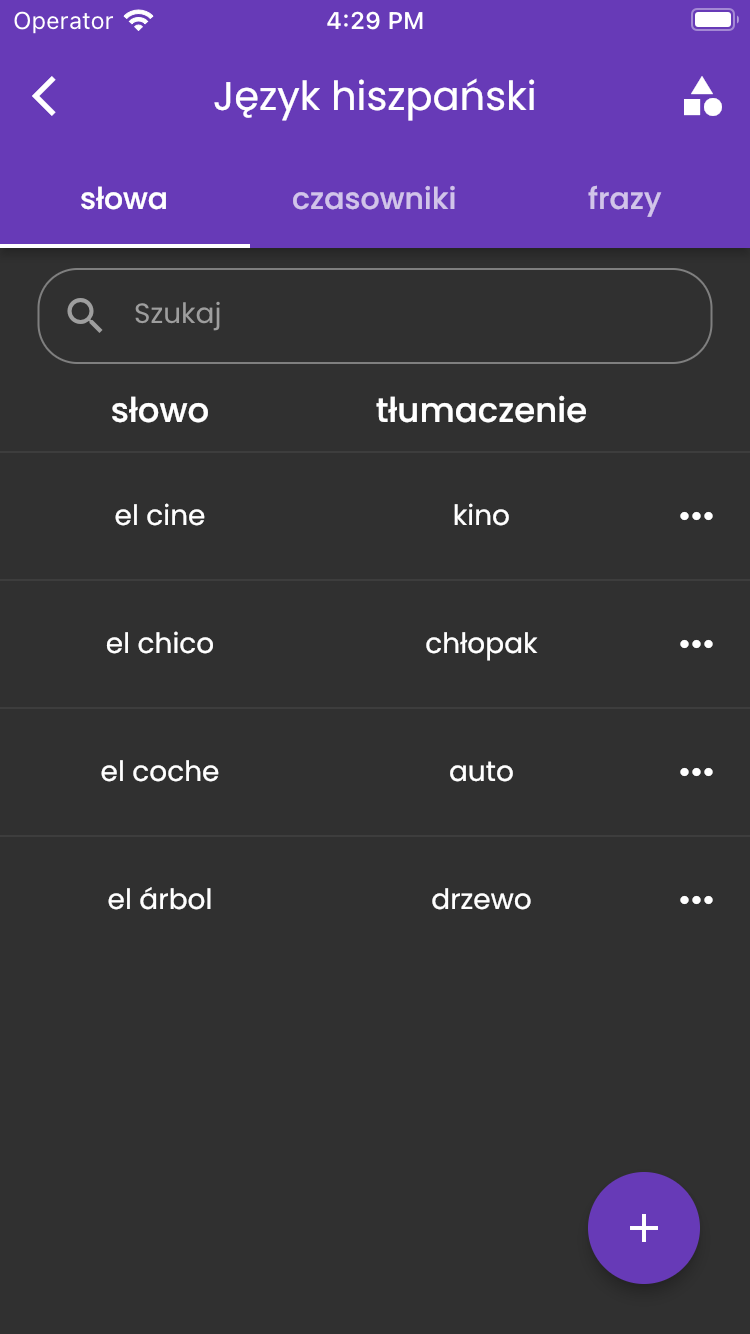 Operator 4:29 PM
Język hiszpański
słowa czasowniki frazy
Szukaj
słowo tłumaczenie
el cine kino
el chico chłopak
el coche auto
el árbol drzewo